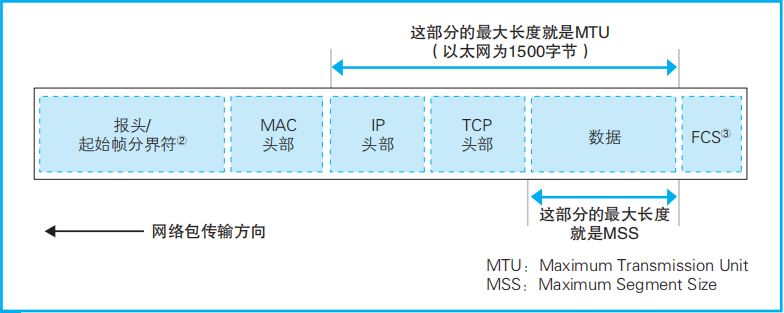 这部分的最大长度就是MTU
（以太网为1500字节）
报头/
起始帧分界符②
MAC
头部
IP
头部
TCP
头部
数据
FCS③
这部分的最大长度
就是MSS
网络包传输方向
MTU：Maximum Transmission Unit
MSS：Maximum Segment Size